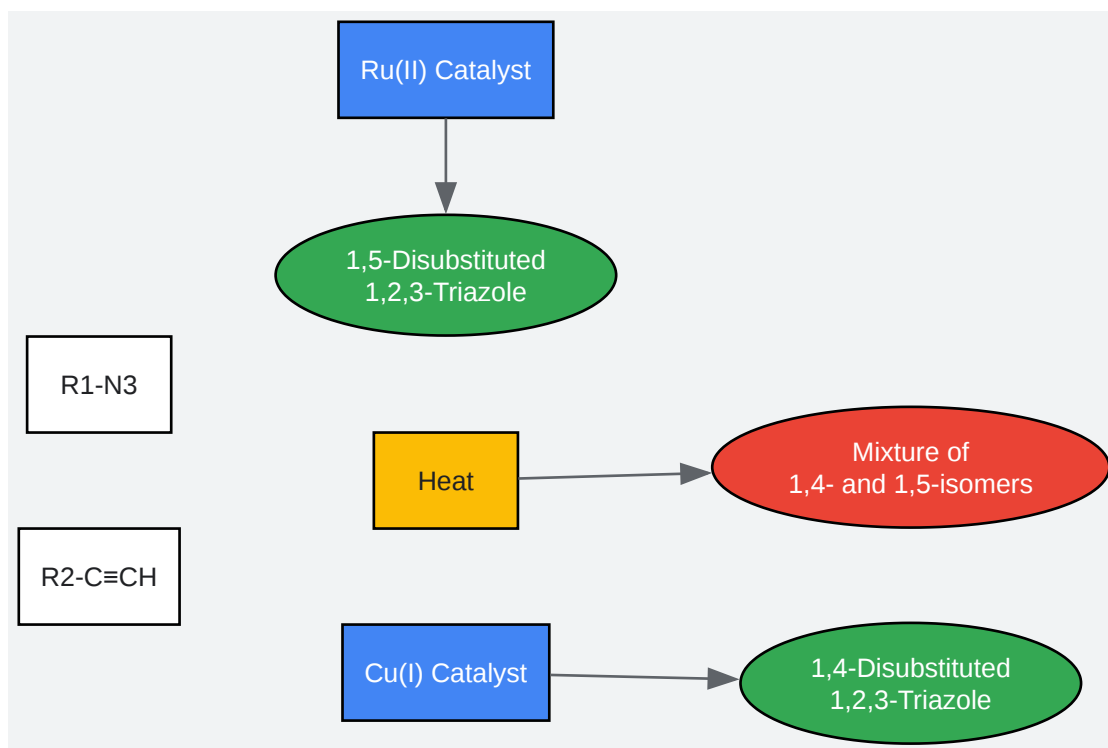 Ru(II) Catalyst
1,5-Disubstituted
1,2,3-Triazole
R1-N3
Heat
Mixture of
1,4- and 1,5-isomers
R2-C≡CH
Cu(I) Catalyst
1,4-Disubstituted
1,2,3-Triazole